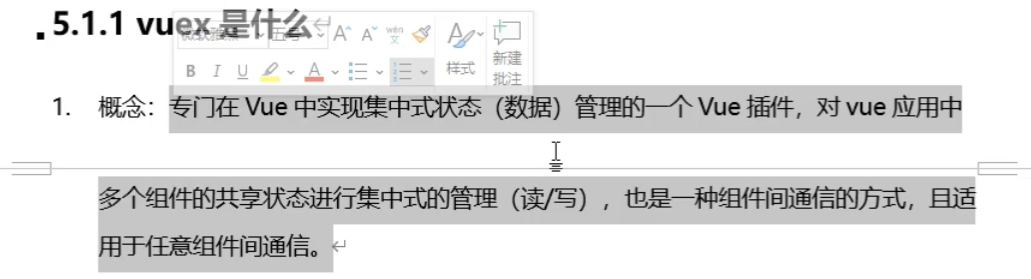 5.1.1 vuex 是什么
五号
A A wén 文
样式
新建
批注
B I U A
1. 概念：专门在 Vue 中实现集中式状态（数据）管理的一个 Vue 插件，对 vue 应用中
多个组件的共享状态进行集中式的管理（读/写），也是一种组件间通信的方式，且适
用于任意组件间通信。